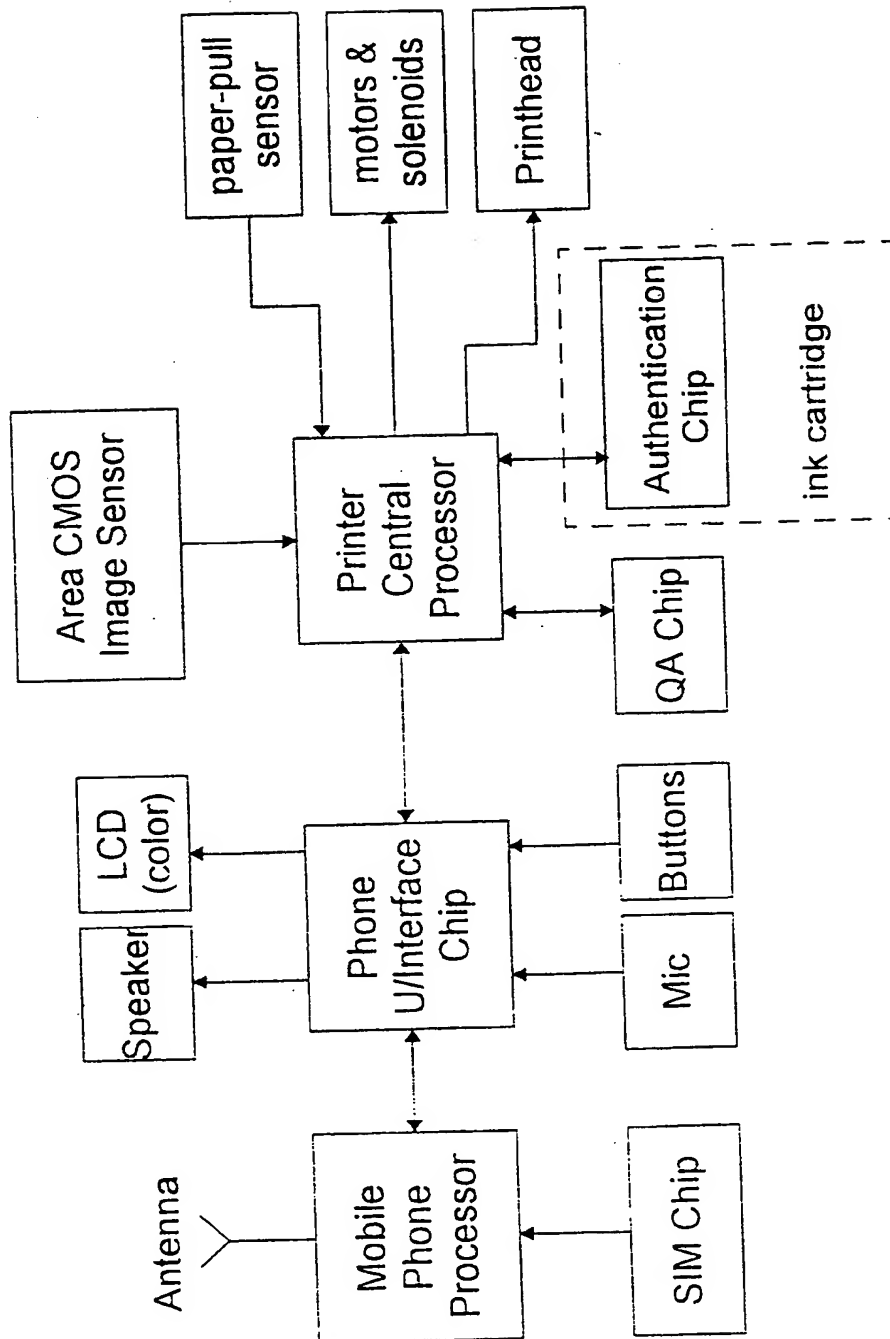 Antenna
Mobile
Phone
Processor
SIM Chip
Speaker
LCD
(color)
Phone
U/Interface
Chip
Mic
Buttons
Area CMOS
Image Sensor
Printer
Central
Processor
QA Chip
Authentication
Chip
ink cartridge
paper-pull
sensor
motors &
solenoids
Printhead